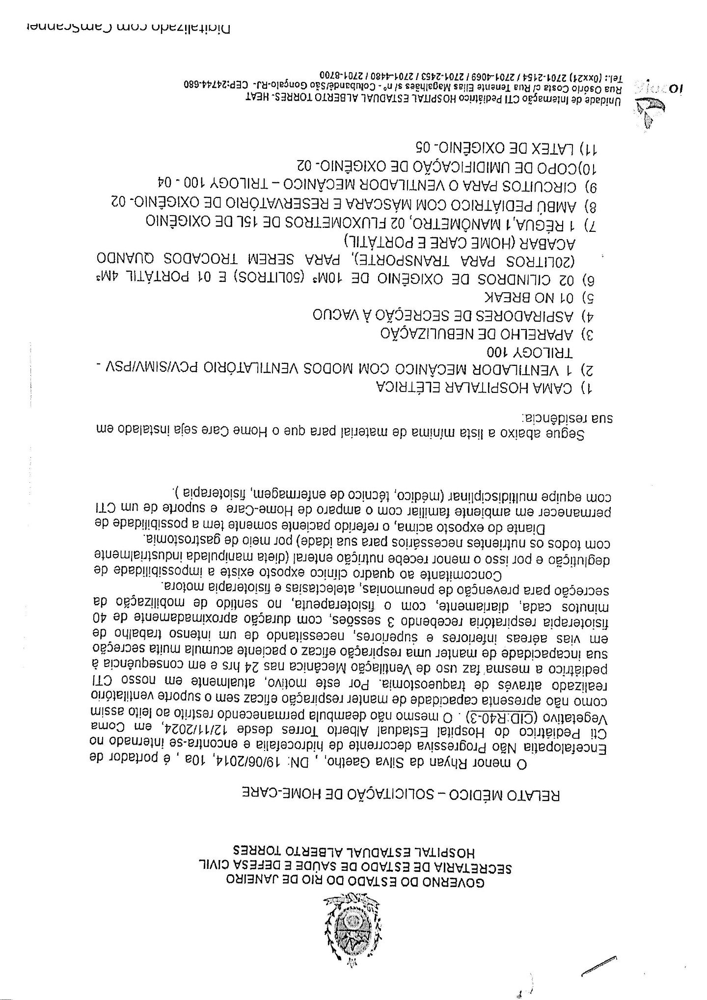 GOVERNO DO ESTADO DO RIO DE JANEIRO
SECRETARIA DE ESTADO DE SAÚDE E DEFESA CIVIL
HOSPITAL ESTADUAL ALBERTO TORRES
RELATO MÉDICO – SOLICITAÇÃO DE HOME-CARE
O menor Rhyan da Silva Gaetho, , DN: 19/06/2014, 10a , é portador de
Encefalopatia Não Progressiva decorrente de hidrocefalia e encontra-se internado no
Cti Pediátrico do Hospital Estadual Alberto Torres desde 12/11/2024, em Coma
Vegetativo (CID:R40-3) . O mesmo não deambula permanecendo restrito ao leito assim
como não apresenta capacidade de manter respiração eficaz sem o suporte ventilatório
realizado através de traqueostomia. Por este motivo, atualmente em nosso CTI
pediátrico a mesma faz uso de Ventilação Mecânica nas 24 hrs e em consequência à
sua incapacidade de manter uma respiração eficaz o paciente acumula muita secreção
em vias aéreas inferiores e superiores, necessitando de um intenso trabalho de
fisioterapia respiratória recebendo 3 sessões, com duração aproximadamente de 40
minutos cada, diariamente, com o fisioterapeuta, no sentido de mobilização da
secreção para prevenção de pneumonias, atelectasias e fisioterapia motora.
Concomitante ao quadro clínico exposto existe a impossibilidade de
deglutição e por isso o menor recebe nutrição enteral (dieta manipulada industrialmente
com todos os nutrientes necessários para sua idade) por meio de gastrostomia.
Diante do exposto acima, o referido paciente somente tem a possibilidade de
permanecer em ambiente familiar com o amparo de Home-Care e suporte de um CTI
com equipe multidisciplinar (médico, técnico de enfermagem, fisioterapia ).
Segue abaixo a lista mínima de material para que o Home Care seja instalado em
sua residência:
1) CAMA HOSPITALAR ELÉTRICA
2) 1 VENTILADOR MECÂNICO COM MODOS VENTILATÓRIO PCV/SIMV/PSV -
TRILOGY 100
3) APARELHO DE NEBULIZAÇÃO
4) ASPIRADORES DE SECREÇÃO À VACUO
5) 01 NO BREAK
6) 02 CILINDROS DE OXIGÊNIO DE 10M³ (50LITROS) E 01 PORTÁTIL 4M³
(20LITROS PARA TRANSPORTE), PARA SEREM TROCADOS QUANDO
ACABAR (HOME CARE E PORTÁTIL)
7) 1 RÉGUA,1 MANÔMETRO, 02 FLUXOMETROS DE 15L DE OXIGÊNIO
8) AMBÚ PEDIÁTRICO COM MÁSCARA E RESERVATÓRIO DE OXIGÊNIO- 02
9) CIRCUITOS PARA O VENTILADOR MECÂNICO – TRILOGY 100 - 04
10)COPO DE UMIDIFICAÇÃO DE OXIGÊNIO- 02
11) LATEX DE OXIGÊNIO- 05
Unidade de Internação CTI Pediátrico HOSPITAL ESTADUAL ALBERTO TORRES- HEAT
Rua Osório Costa c/ Rua Tenente Elias Magalhães s/ nº - Colubandê/São Gonçalo-RJ- CEP:24744-680
Tel.: (0xx21) 2701-2154 / 2701-4069 / 2701-2453 / 2701-4480 / 2701-8700
Digitalizado com CamScanner